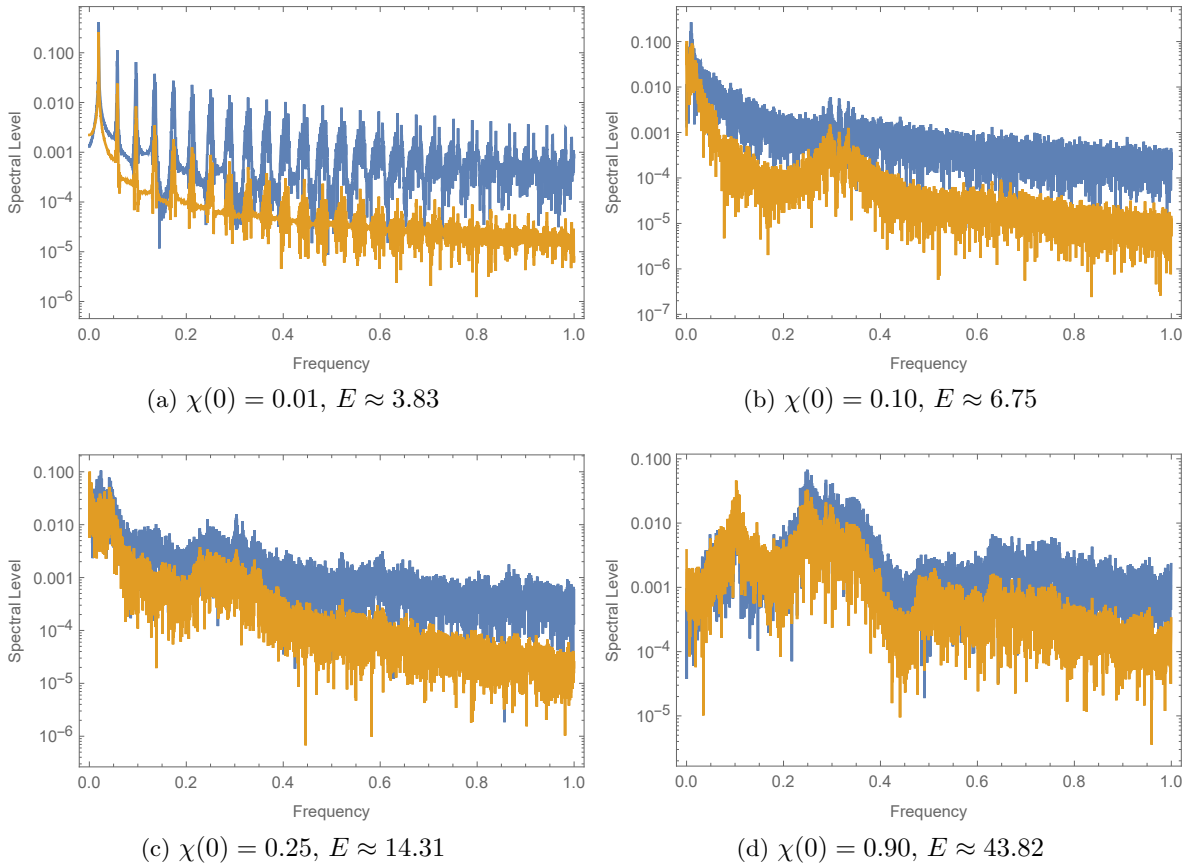 0.100
0.010
0.001
10⁻⁴
10⁻⁵
10⁻⁶
Spectral Level
0.0 0.2 0.4 0.6 0.8 1.0
Frequency
(a) χ(0) = 0.01, E ≈ 3.83
0.100
0.010
0.001
10⁻⁴
10⁻⁵
10⁻⁶
10⁻⁷
Spectral Level
0.0 0.2 0.4 0.6 0.8 1.0
Frequency
(b) χ(0) = 0.10, E ≈ 6.75
0.100
0.010
0.001
10⁻⁴
10⁻⁵
10⁻⁶
Spectral Level
0.0 0.2 0.4 0.6 0.8 1.0
Frequency
(c) χ(0) = 0.25, E ≈ 14.31
0.100
0.010
0.001
10⁻⁴
10⁻⁵
Spectral Level
0.0 0.2 0.4 0.6 0.8 1.0
Frequency
(d) χ(0) = 0.90, E ≈ 43.82